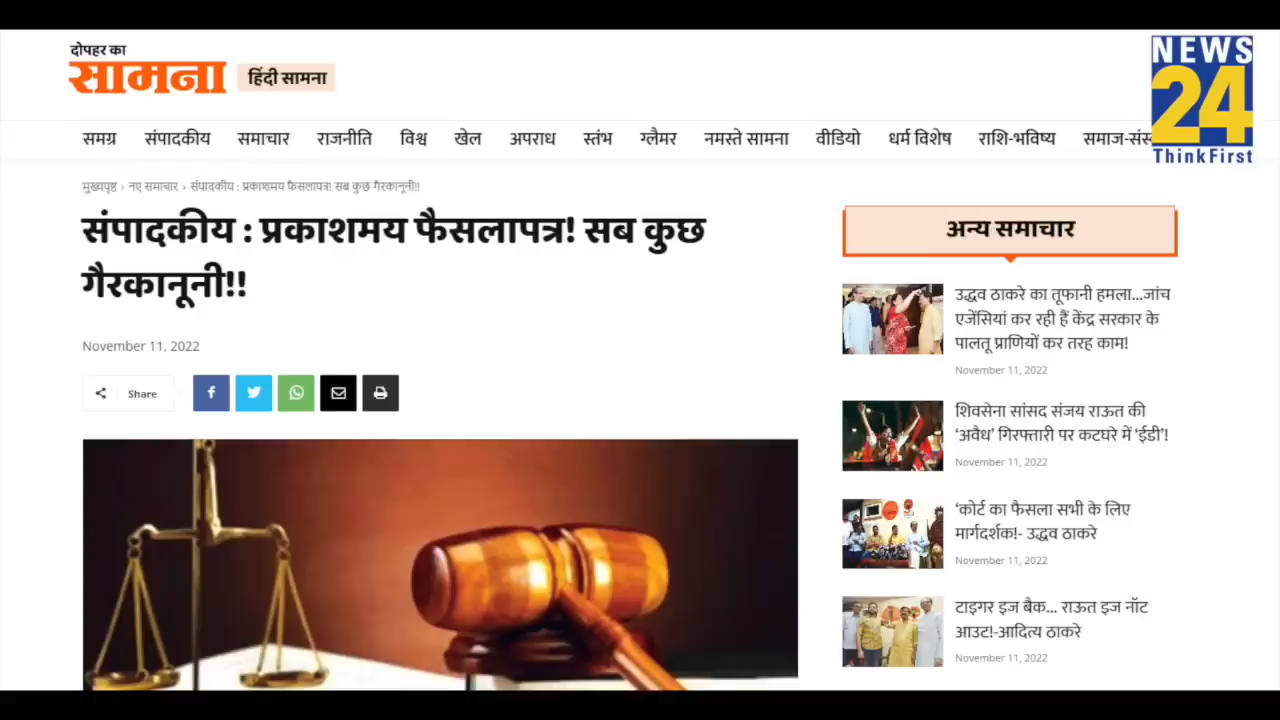 दोपहर का
सामना
हिंदी सामना
NEWS
24
ThinkFirst
समग्र संपादकीय समाचार राजनीति विश्व खेल अपराध स्तंभ ग्लैमर नमस्ते सामना वीडियो धर्म विशेष राशि-भविष्य
मुख्यपृष्ठ › नए समाचार › संपादकीय : प्रकाशमय फैसलापत्र! सब कुछ गैरकानूनी!!
संपादकीय : प्रकाशमय फैसलापत्र! सब कुछ
गैरकानूनी!!
November 11, 2022
Share
अन्य समाचार
उद्धव ठाकरे का तूफानी हमला...जांच
एजेंसियां कर रही हैं केंद्र सरकार के
पालतू प्राणियों कर तरह काम!
November 11, 2022
शिवसेना सांसद संजय राऊत की
‘अवैध’ गिरफ्तारी पर कटघरे में ‘ईडी’!
November 11, 2022
‘कोर्ट का फैसला सभी के लिए
मार्गदर्शक!- उद्धव ठाकरे
November 11, 2022
टाइगर इज बैक... राऊत इज नॉट
आउट!-आदित्य ठाकरे
November 11, 2022